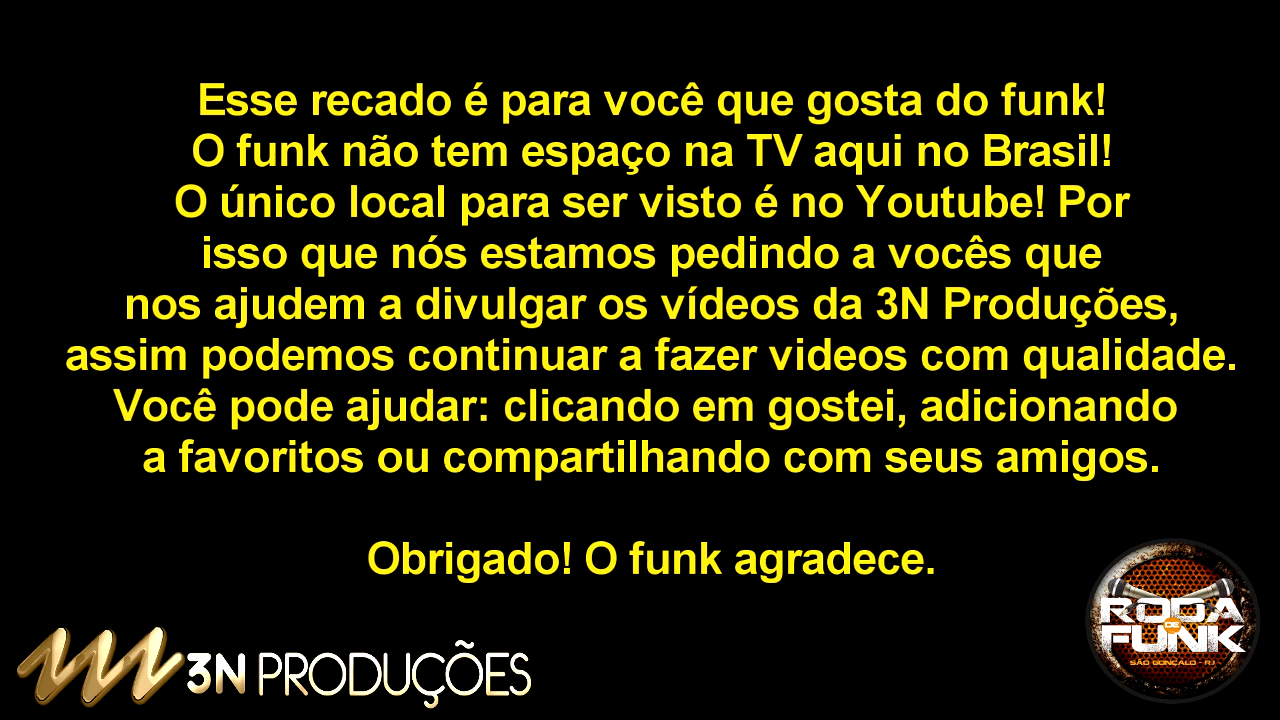 Esse recado é para você que gosta do funk!
O funk não tem espaço na TV aqui no Brasil!
O único local para ser visto é no Youtube! Por
isso que nós estamos pedindo a vocês que
nos ajudem a divulgar os vídeos da 3N Produções,
assim podemos continuar a fazer videos com qualidade.
Você pode ajudar: clicando em gostei, adicionando
a favoritos ou compartilhando com seus amigos.
Obrigado! O funk agradece.
3N PRODUÇÕES
RODA
DE
FUNK
SÃO GONÇALO - RJ